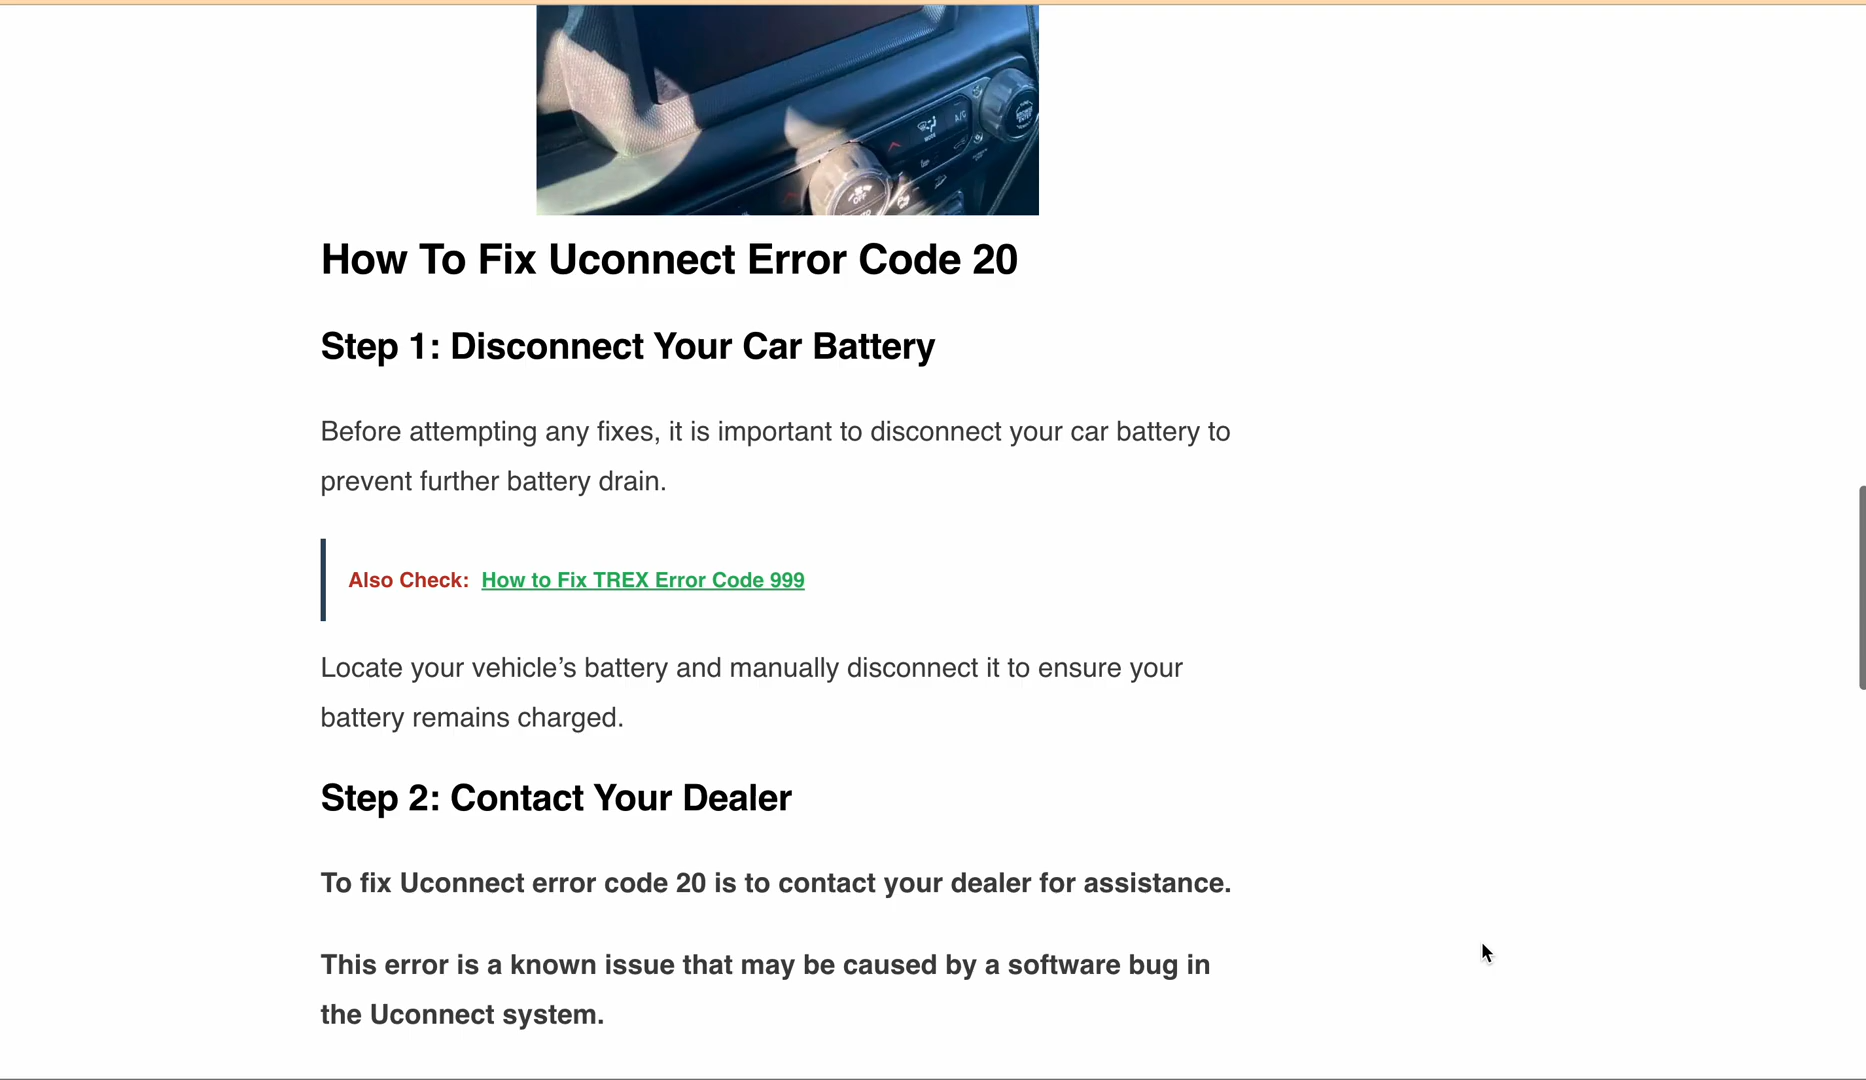 MODE
OFF
How To Fix Uconnect Error Code 20
Step 1: Disconnect Your Car Battery
Before attempting any fixes, it is important to disconnect your car battery to
prevent further battery drain.
Also Check: How to Fix TREX Error Code 999
Locate your vehicle’s battery and manually disconnect it to ensure your
battery remains charged.
Step 2: Contact Your Dealer
To fix Uconnect error code 20 is to contact your dealer for assistance.
This error is a known issue that may be caused by a software bug in
the Uconnect system.